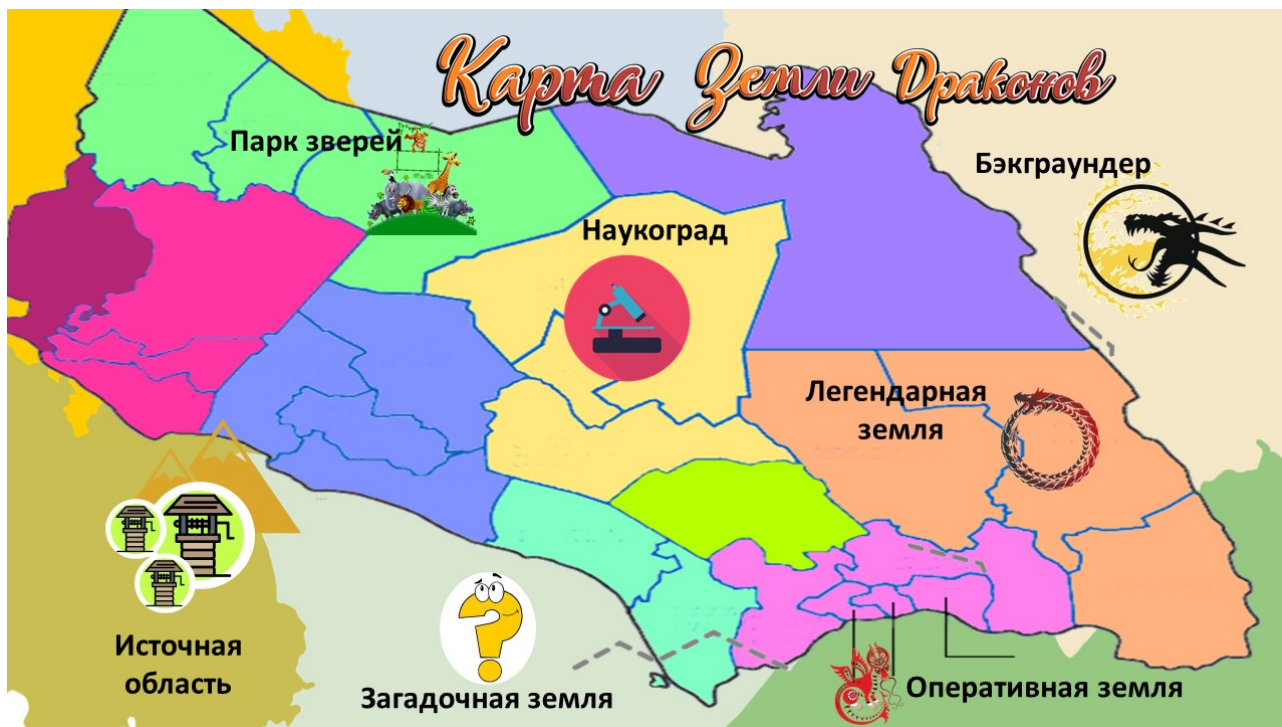 Карта Земли Драконов
Парк зверей
Бэкграундер
Наукоград
Легендарная
земля
Источная
область
Загадочная земля
Оперативная земля